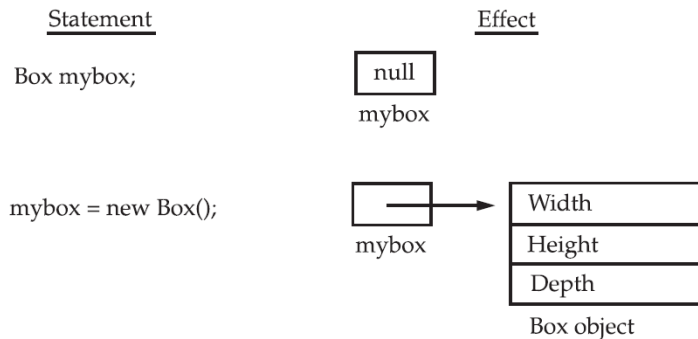 Statement
Effect
Box mybox;
null
mybox
mybox = new Box();
mybox
Width
Height
Depth
Box object